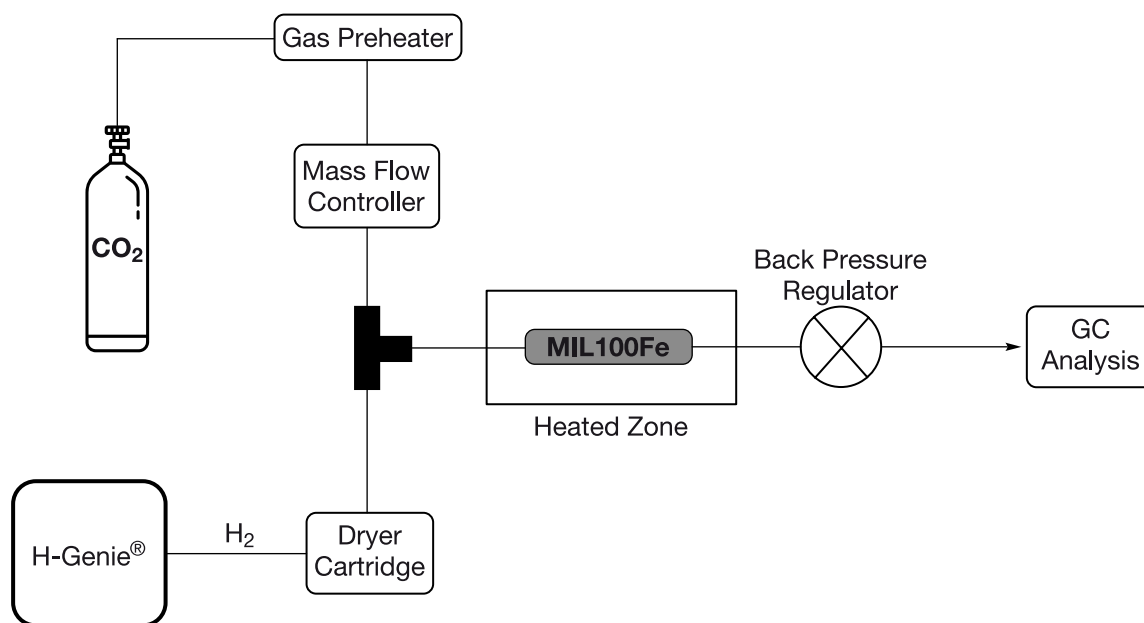 Gas Preheater
Mass Flow
Controller
CO₂
Back Pressure
Regulator
MIL100Fe
GC
Analysis
Heated Zone
H-Genie®
H₂
Dryer
Cartridge